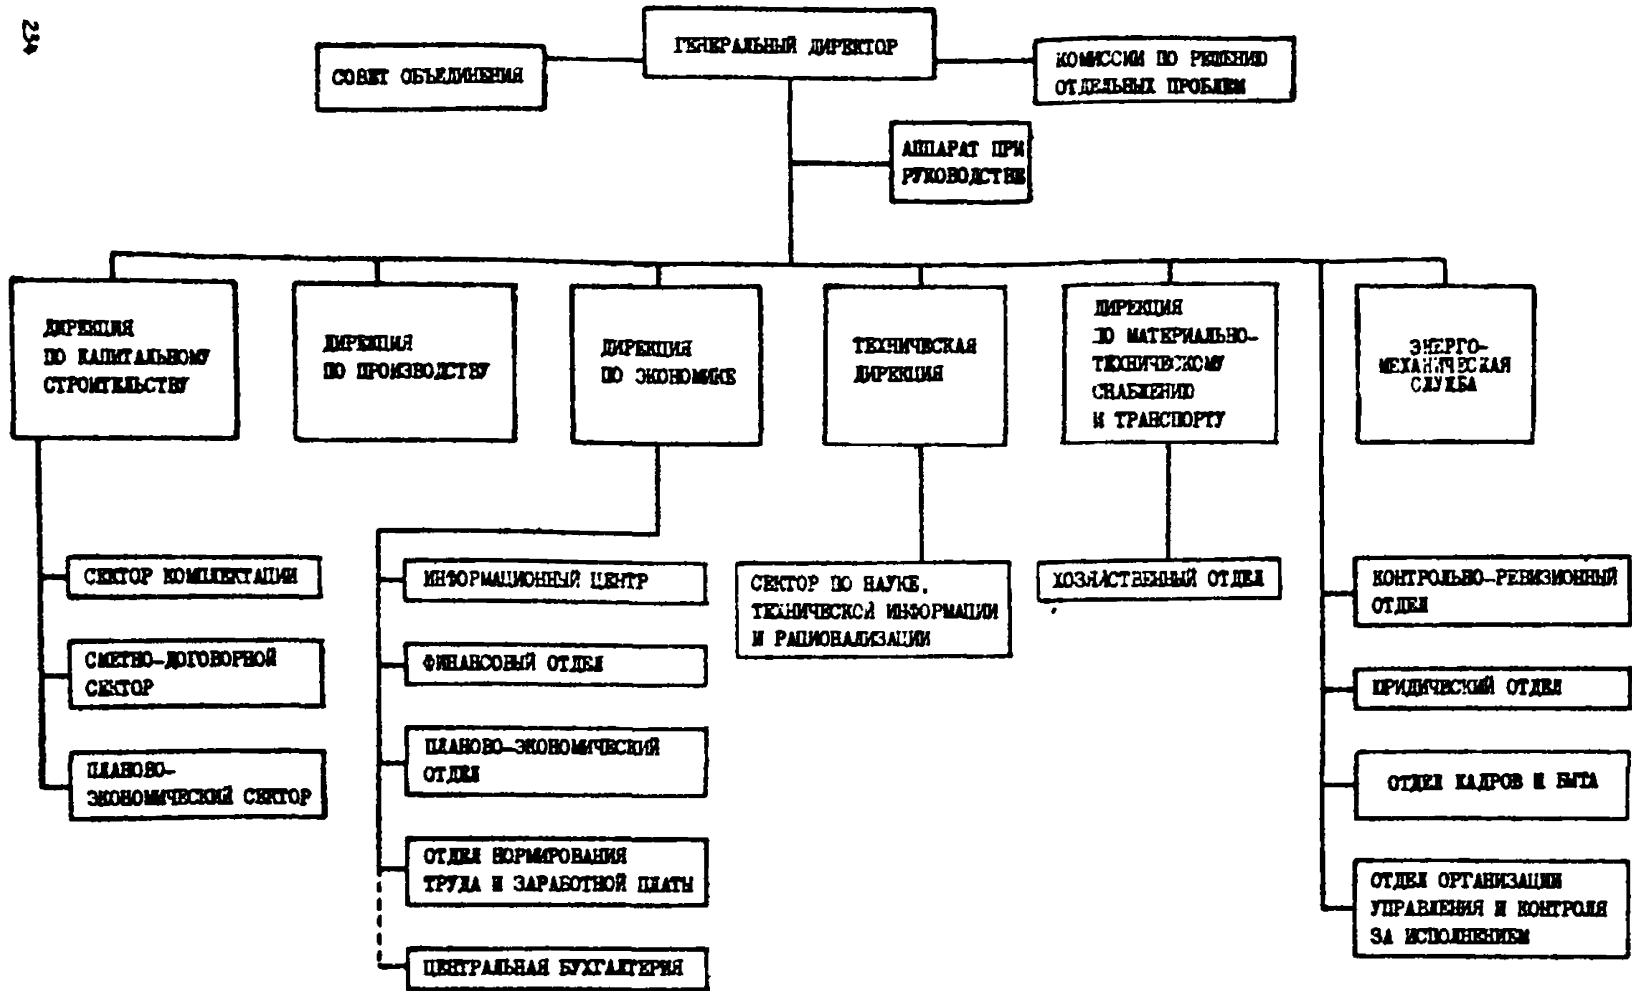 234
ГЕНЕРАЛЬНЫЙ ДИРЕКТОР
СОВЕТ ОБЪЕДИНЕНИЯ
КОМИССИИ ПО РЕШЕНИЮ
ОТДЕЛЬНЫХ ПРОБЛЕМ
АППАРАТ ПРИ
РУКОВОДСТВЕ
ДИРЕКЦИЯ
ПО КАПИТАЛЬНОМУ
СТРОИТЕЛЬСТВУ
ДИРЕКЦИЯ
ПО ПРОИЗВОДСТВУ
ДИРЕКЦИЯ
ПО ЭКОНОМИКЕ
ТЕХНИЧЕСКАЯ
ДИРЕКЦИЯ
ДИРЕКЦИЯ
ПО МАТЕРИАЛЬНО-
ТЕХНИЧЕСКОМУ
СНАБЖЕНИЮ
И ТРАНСПОРТУ
ЭНЕРГО-
МЕХАНИЧЕСКАЯ
СЛУЖБА
СЕКТОР КОМПЛЕКТАЦИИ
СМЕТНО-ДОГОВОРНОЙ
СЕКТОР
ПЛАНОВО-
ЭКОНОМИЧЕСКИЙ СЕКТОР
ИНФОРМАЦИОННЫЙ ЦЕНТР
ФИНАНСОВЫЙ ОТДЕЛ
ПЛАНОВО-ЭКОНОМИЧЕСКИЙ
ОТДЕЛ
ОТДЕЛ НОРМИРОВАНИЯ
ТРУДА И ЗАРАБОТНОЙ ПЛАТЫ
ЦЕНТРАЛЬНАЯ БУХГАЛТЕРИЯ
СЕКТОР ПО НАУКЕ,
ТЕХНИЧЕСКОЙ ИНФОРМАЦИИ
И РАЦИОНАЛИЗАЦИИ
ХОЗЯЙСТВЕННЫЙ ОТДЕЛ
КОНТРОЛЬНО-РЕВИЗИОННЫЙ
ОТДЕЛ
ЮРИДИЧЕСКИЙ ОТДЕЛ
ОТДЕЛ КАДРОВ И БЫТА
ОТДЕЛ ОРГАНИЗАЦИИ
УПРАВЛЕНИЯ И КОНТРОЛЯ
ЗА ИСПОЛНЕНИЕМ